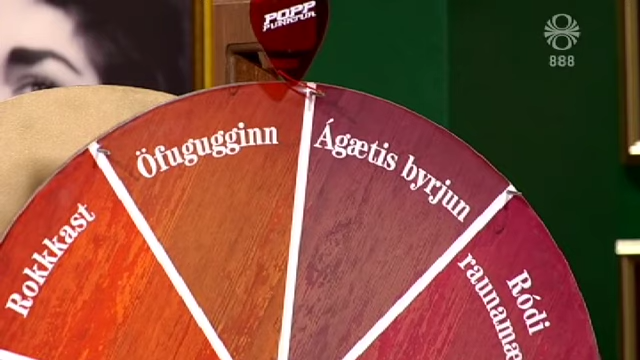 POPP
PUNKTUR
888
Rokkkast
Öfugugginn
Ágætis byrjun
Ródi
raunamæ